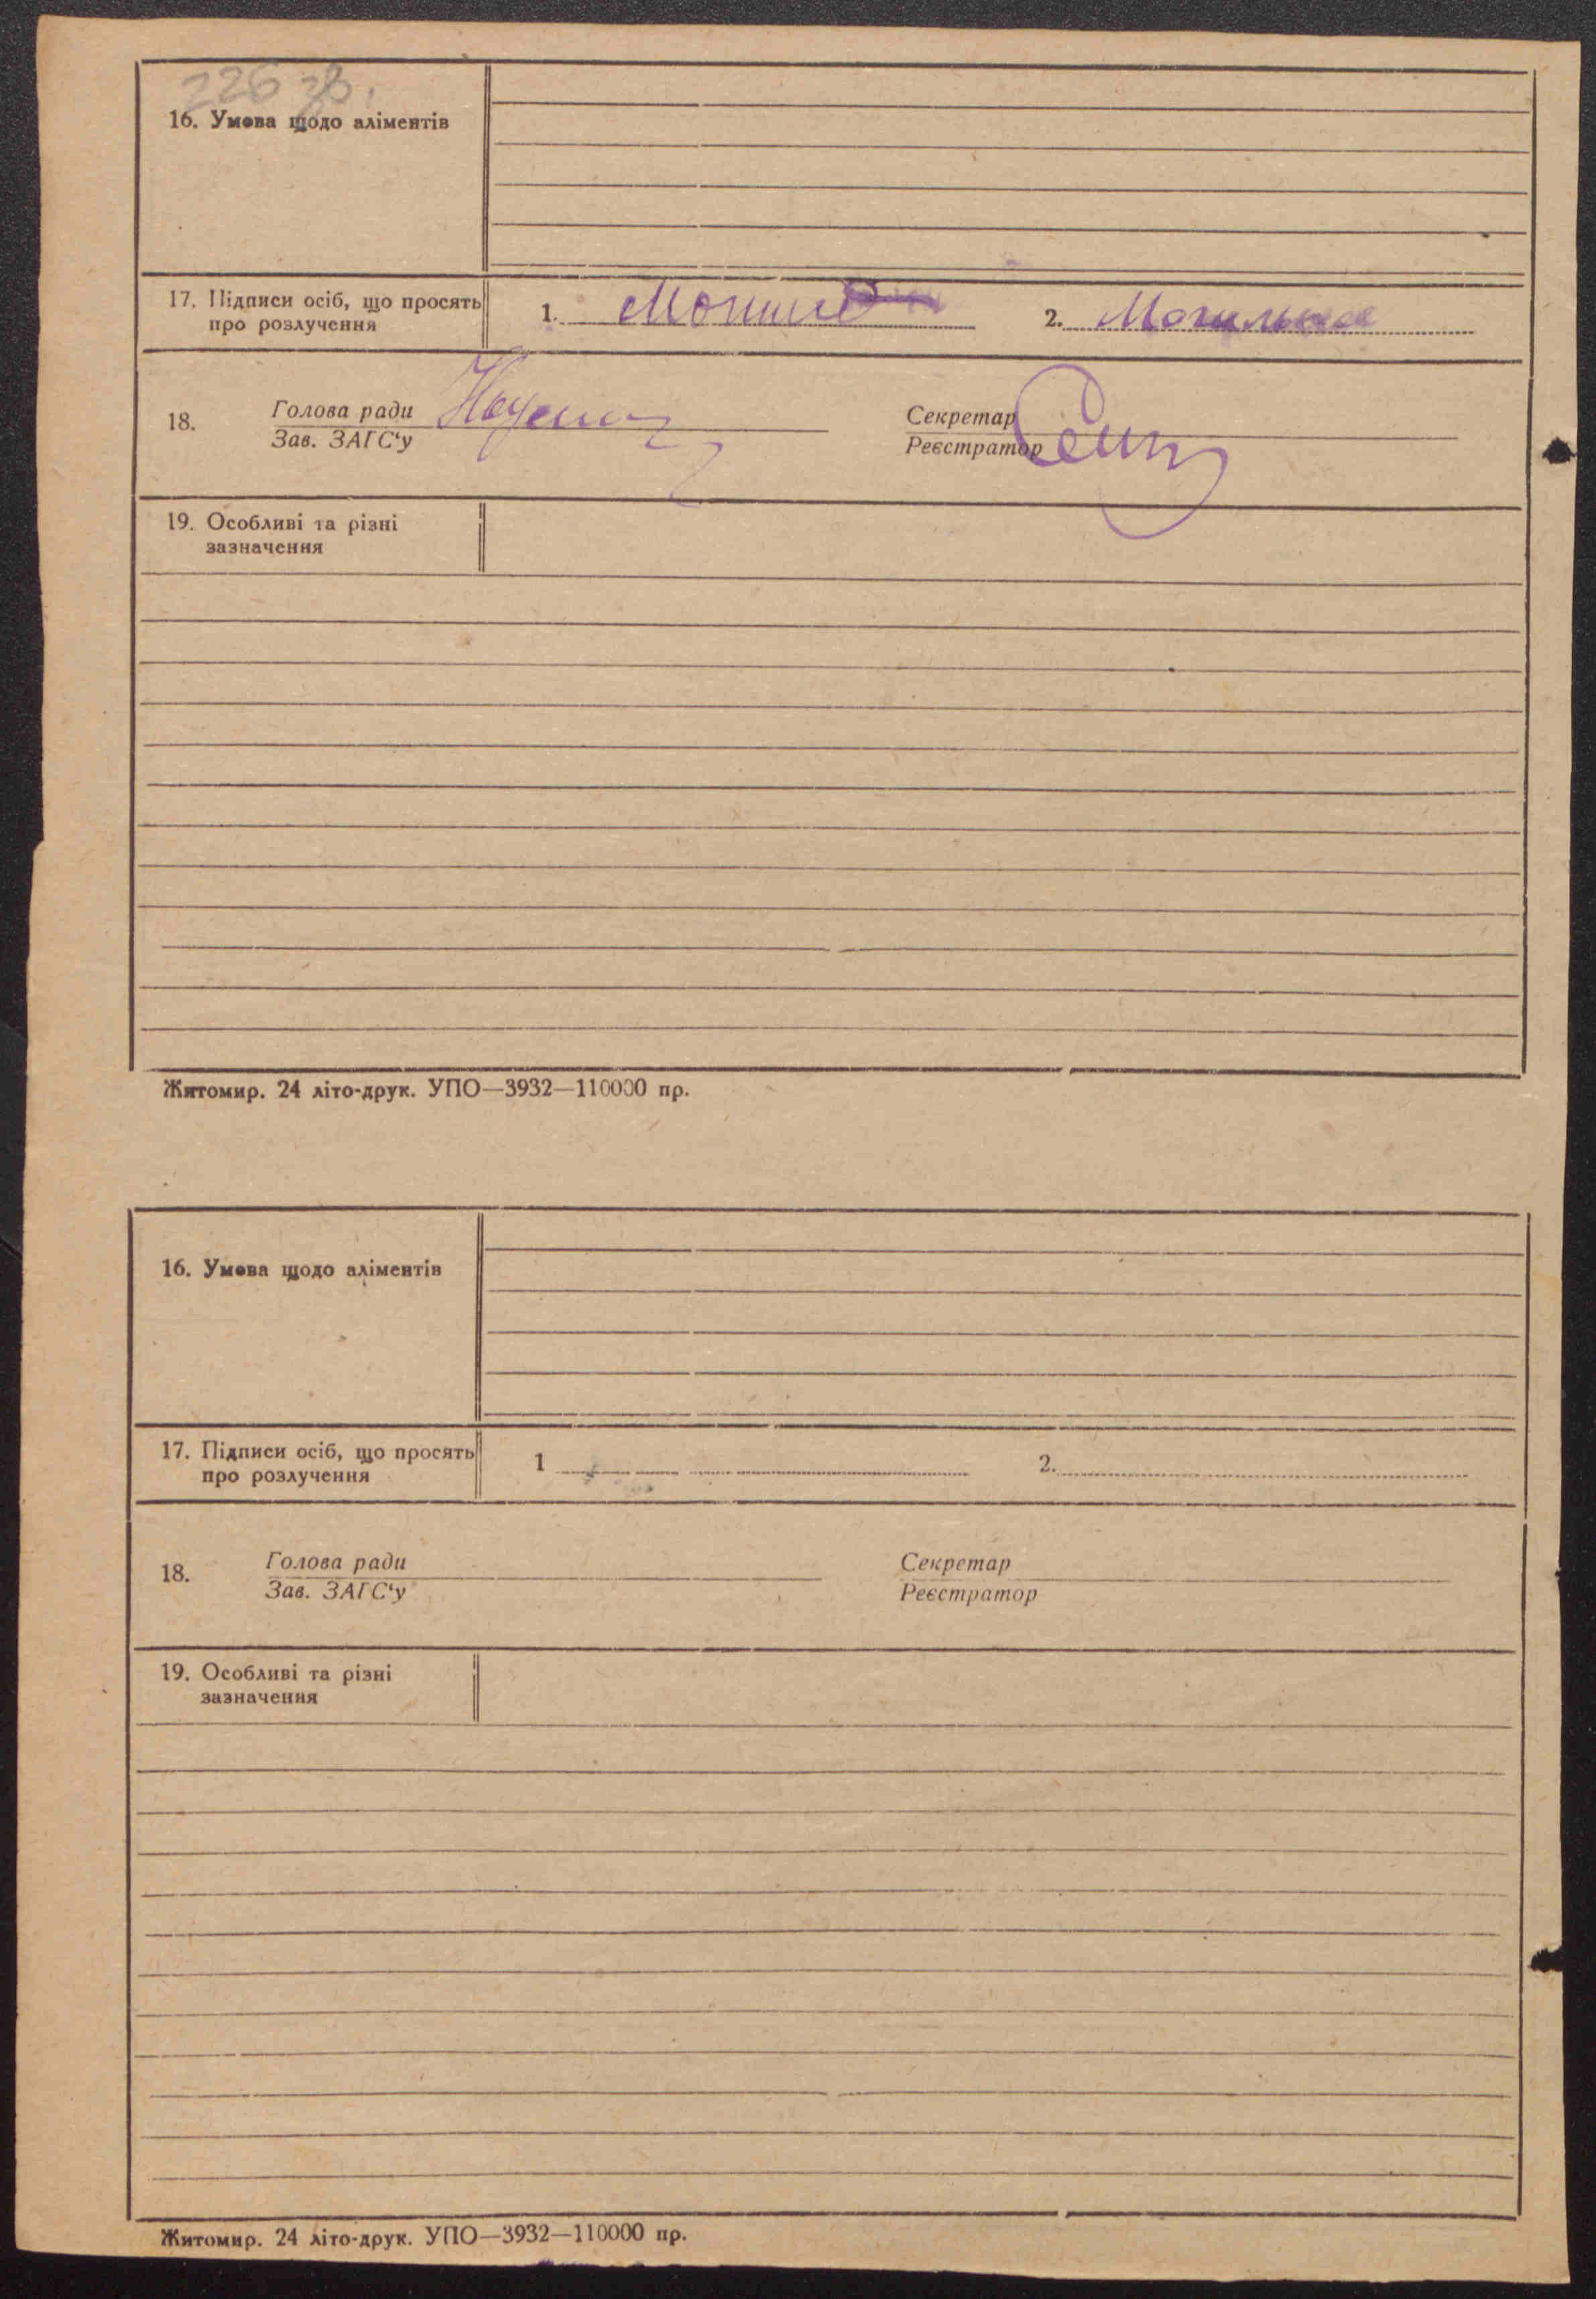 226 зв.
16. Умова щодо аліментів
17. Підписи осіб, що просять
про розлучення
1.
2. Могильная
18.
Голова ради
Зав. ЗАГС‘у
Секретар
Реєстратор
19. Особливі та різні
зазначення
Житомир. 24 літо-друк. УПО—3932—110000 пр.
16. Умова щодо аліментів
17. Підписи осіб, що просять
про розлучення
1
2.
18.
Голова ради
Зав. ЗАГС‘у
Секретар
Реєстратор
19. Особливі та різні
зазначення
Житомир. 24 літо-друк. УПО—3932—110000 пр.